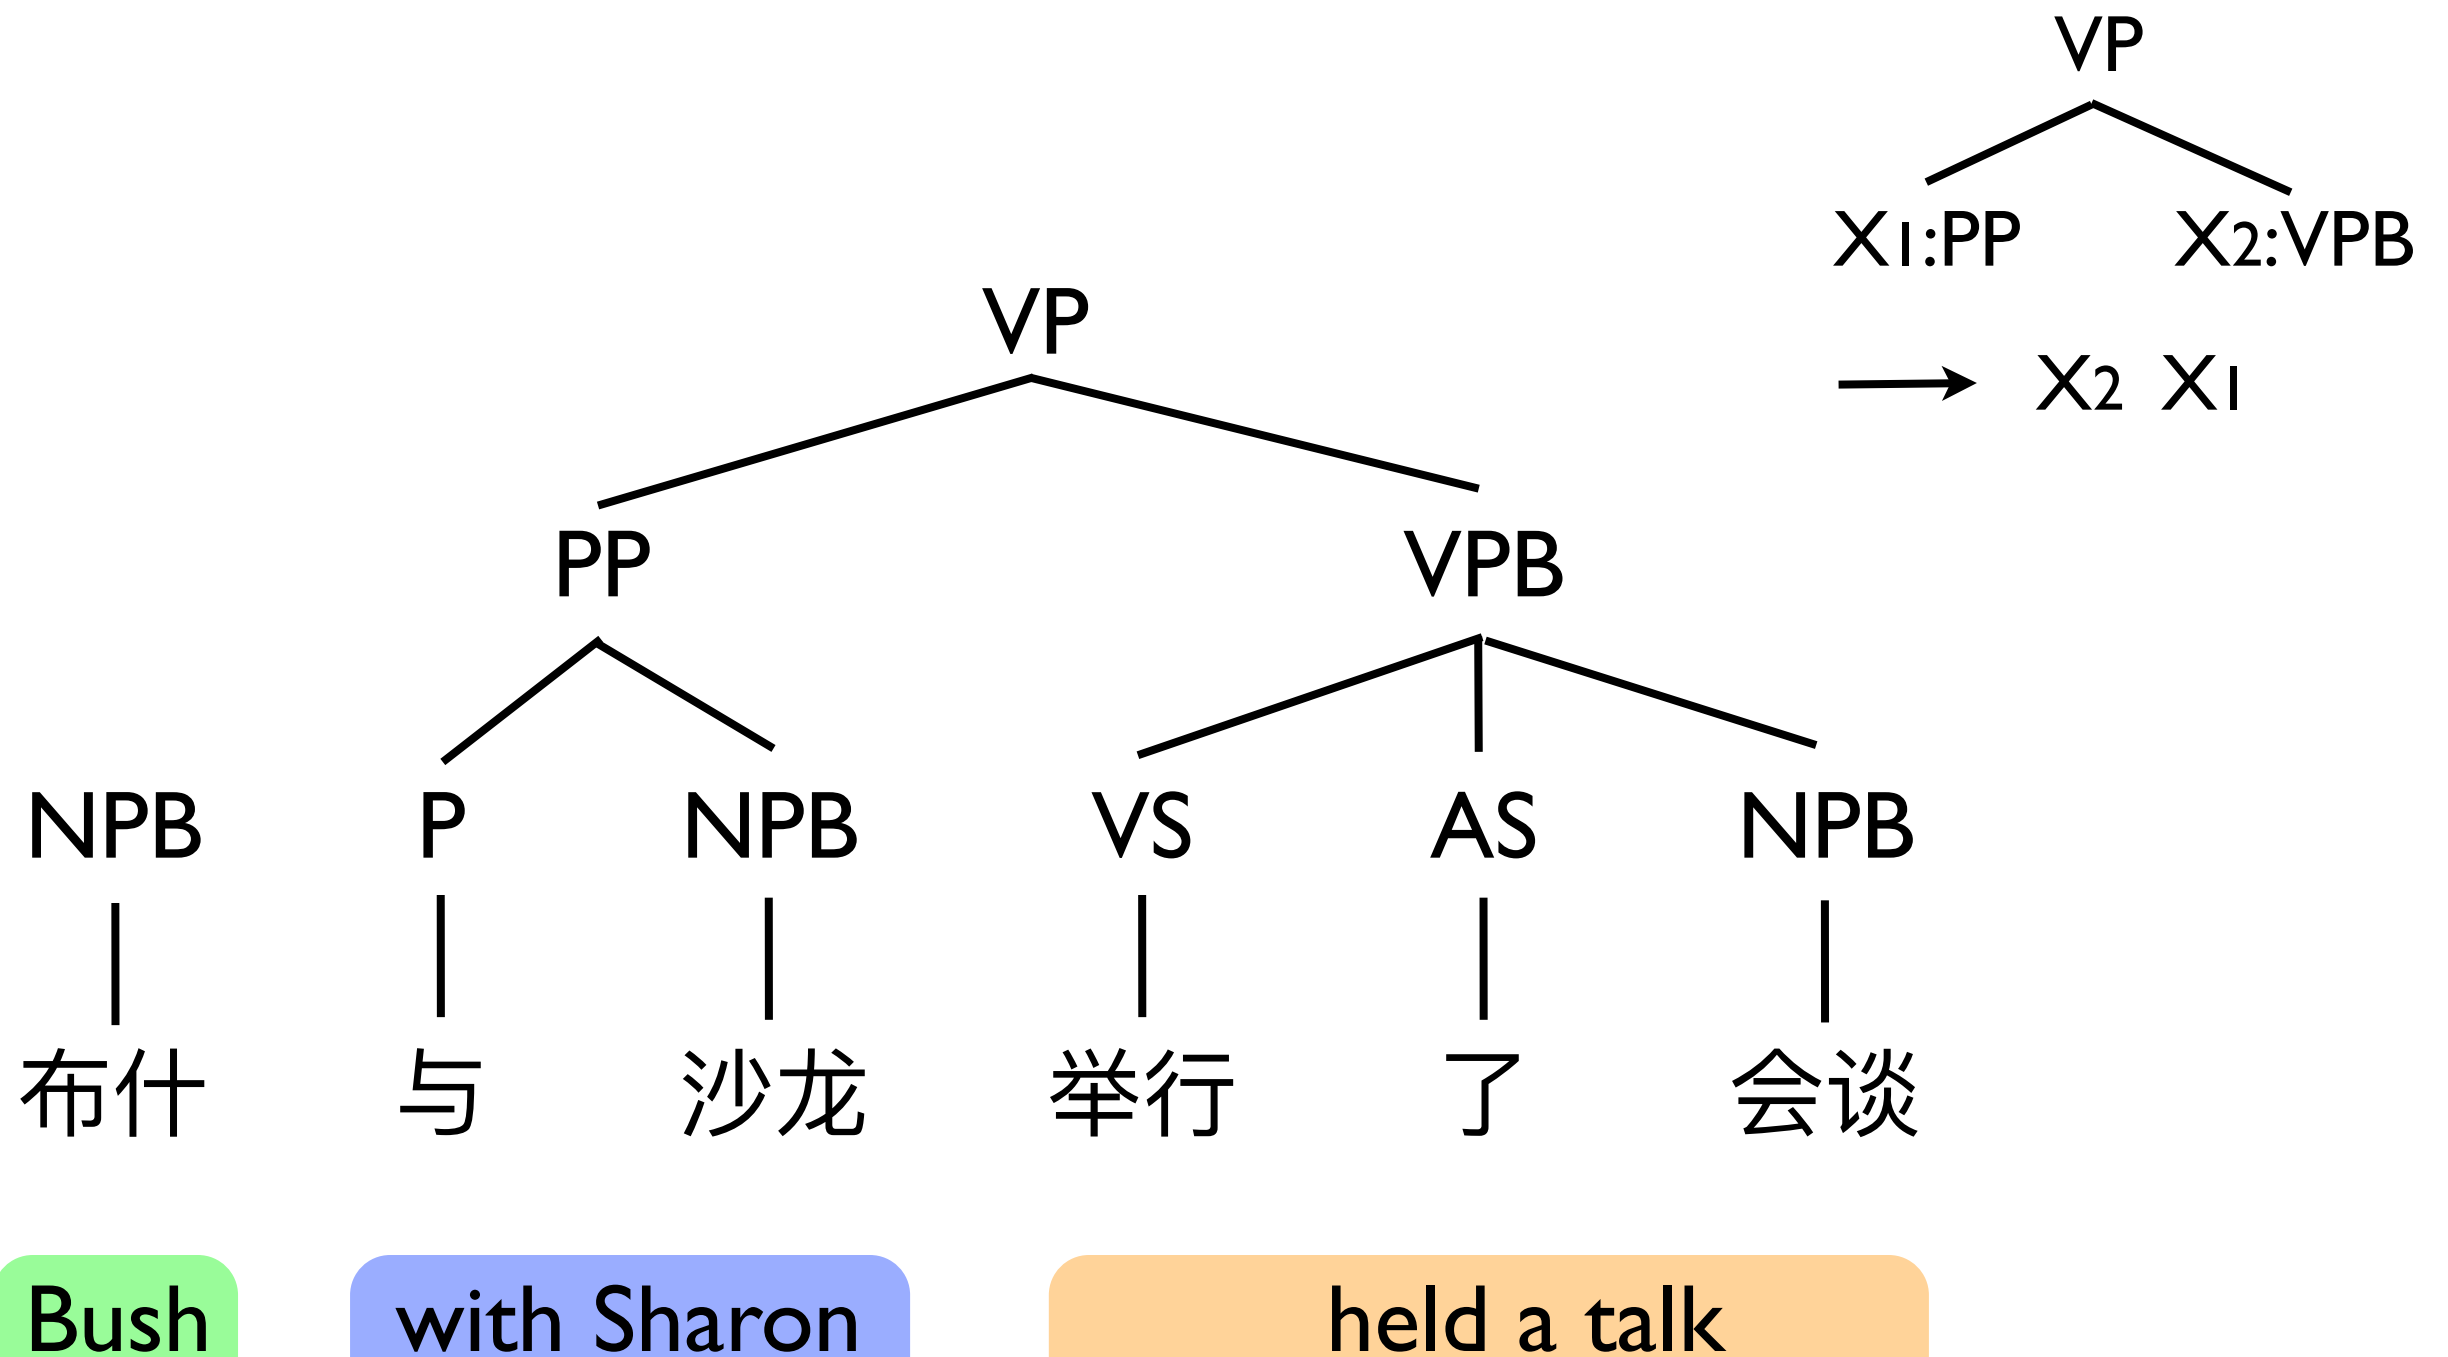 VP
X1:PP X2:VPB
VP
X2 X1
PP VPB
NPB P NPB VS AS NPB
布什 与 沙龙 举行 了 会谈
Bush with Sharon held a talk